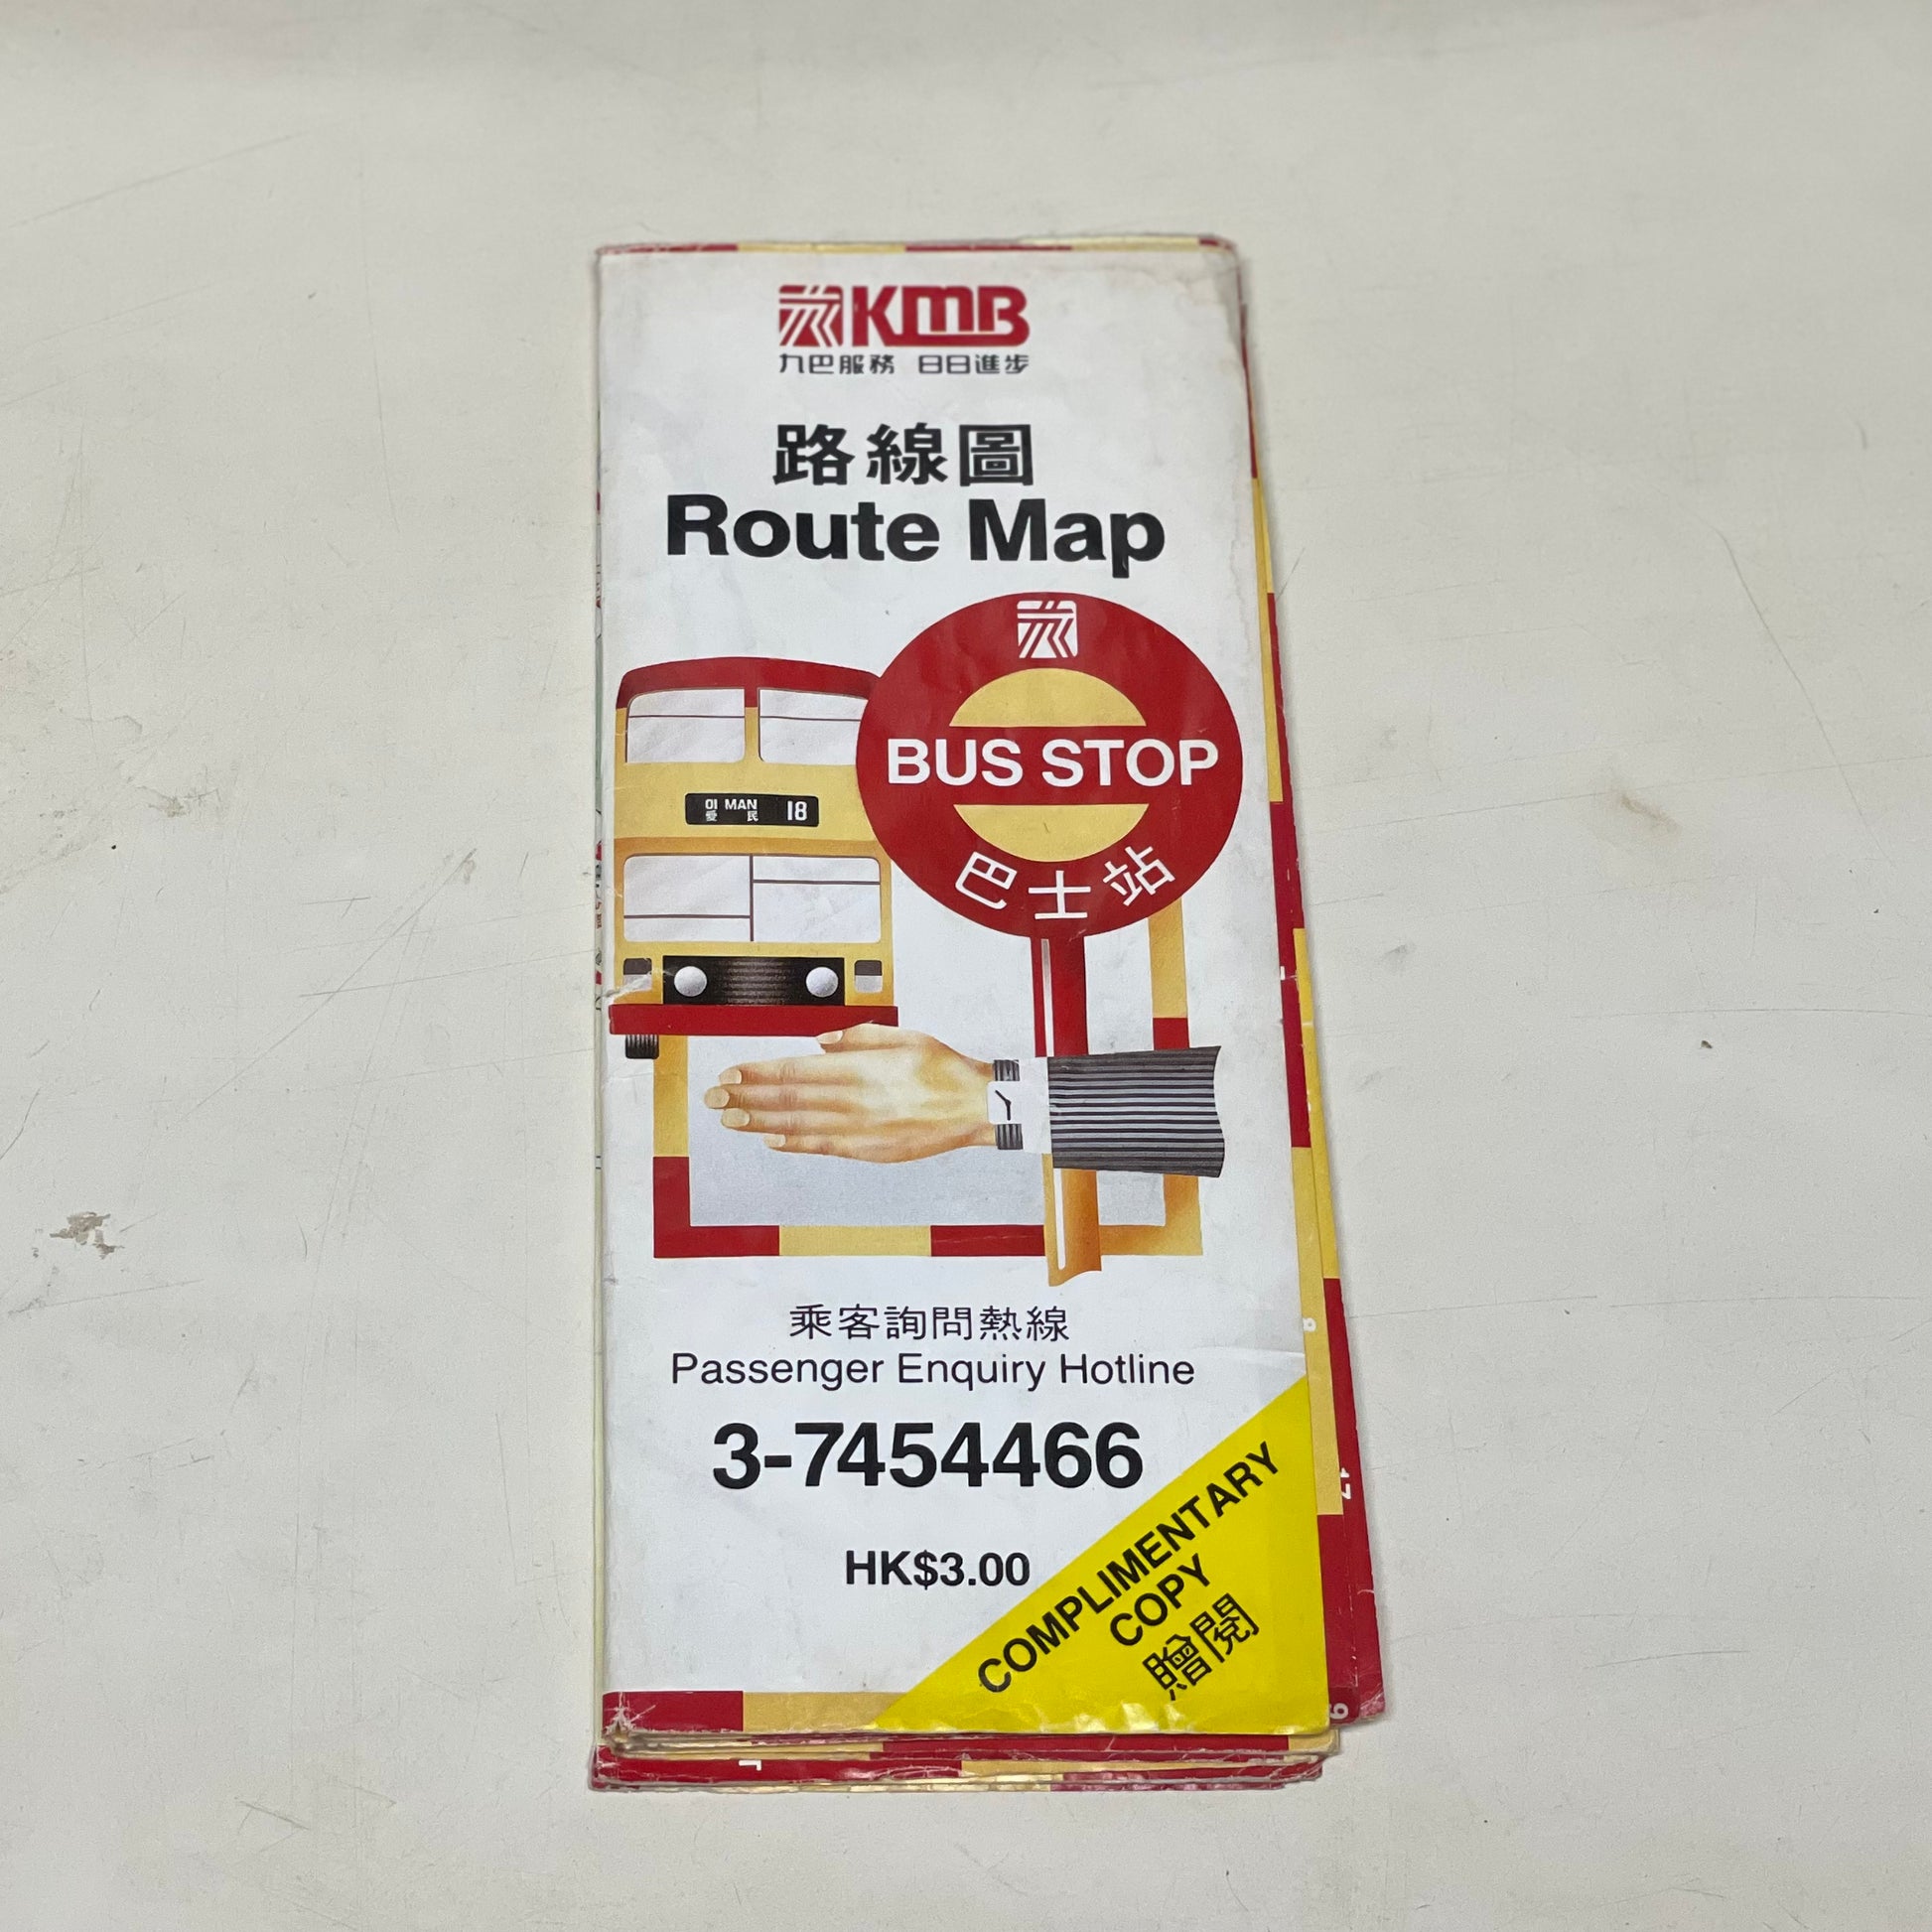 KMB
九巴服務 日日進步
路線圖
Route Map
BUS STOP
巴士站
OI MAN 18
愛民
乘客詢問熱線
Passenger Enquiry Hotline
3-7454466
HK$3.00
COMPLIMENTARY
COPY
贈閱